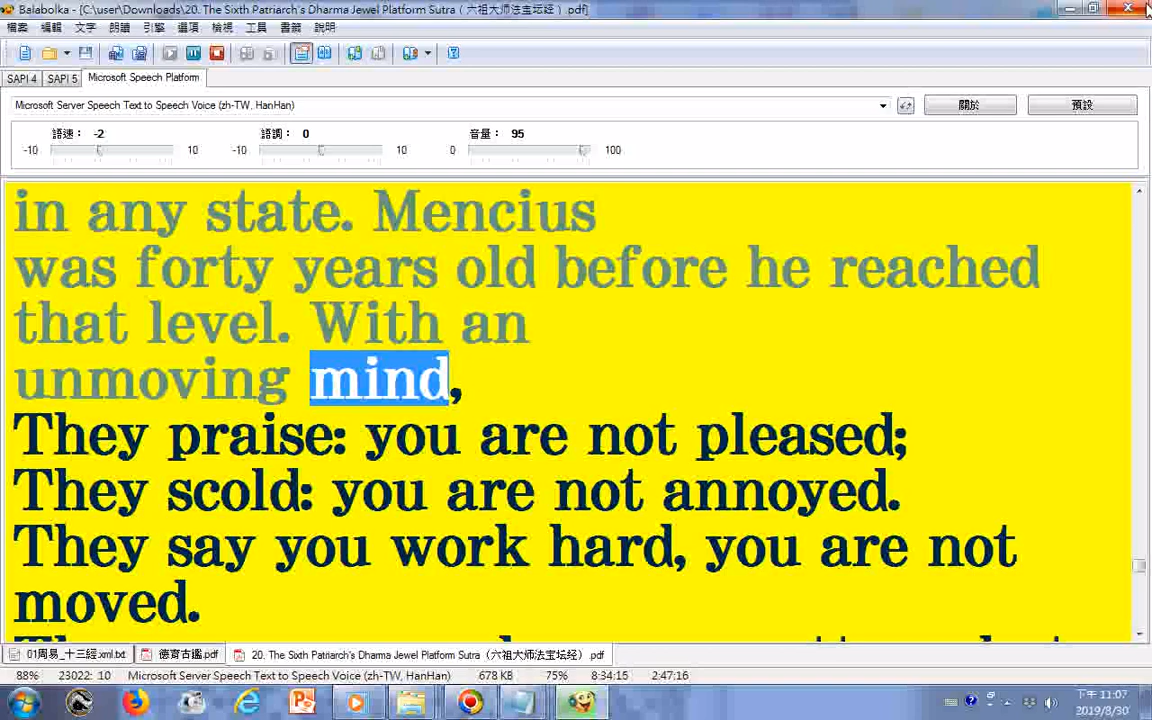 Balabolka - [C:\user\Downloads\20. The Sixth Patriarch's Dharma Jewel Platform Sutra（六祖大师法宝坛经）.pdf]
檔案 編輯 文字 朗讀 引擎 選項 檢視 工具 書籤 說明
SAPI 4 SAPI 5 Microsoft Speech Platform
Microsoft Server Speech Text to Speech Voice (zh-TW, HanHan) 關於 預設
語速： -2 語調： 0 音量： 95
-10 10 -10 10 0 100
in any state. Mencius
was forty years old before he reached
that level. With an
unmoving mind,
They praise: you are not pleased;
They scold: you are not annoyed.
They say you work hard, you are not
moved.
01周易_十三經.xml.txt 德育古鑑.pdf 20. The Sixth Patriarch's Dharma Jewel Platform Sutra（六祖大师法宝坛经）.pdf
88% 23022: 10 Microsoft Server Speech Text to Speech Voice (zh-TW, HanHan) 678 KB 75% 8:34:15 2:47:16
下午 11:07
2019/8/30